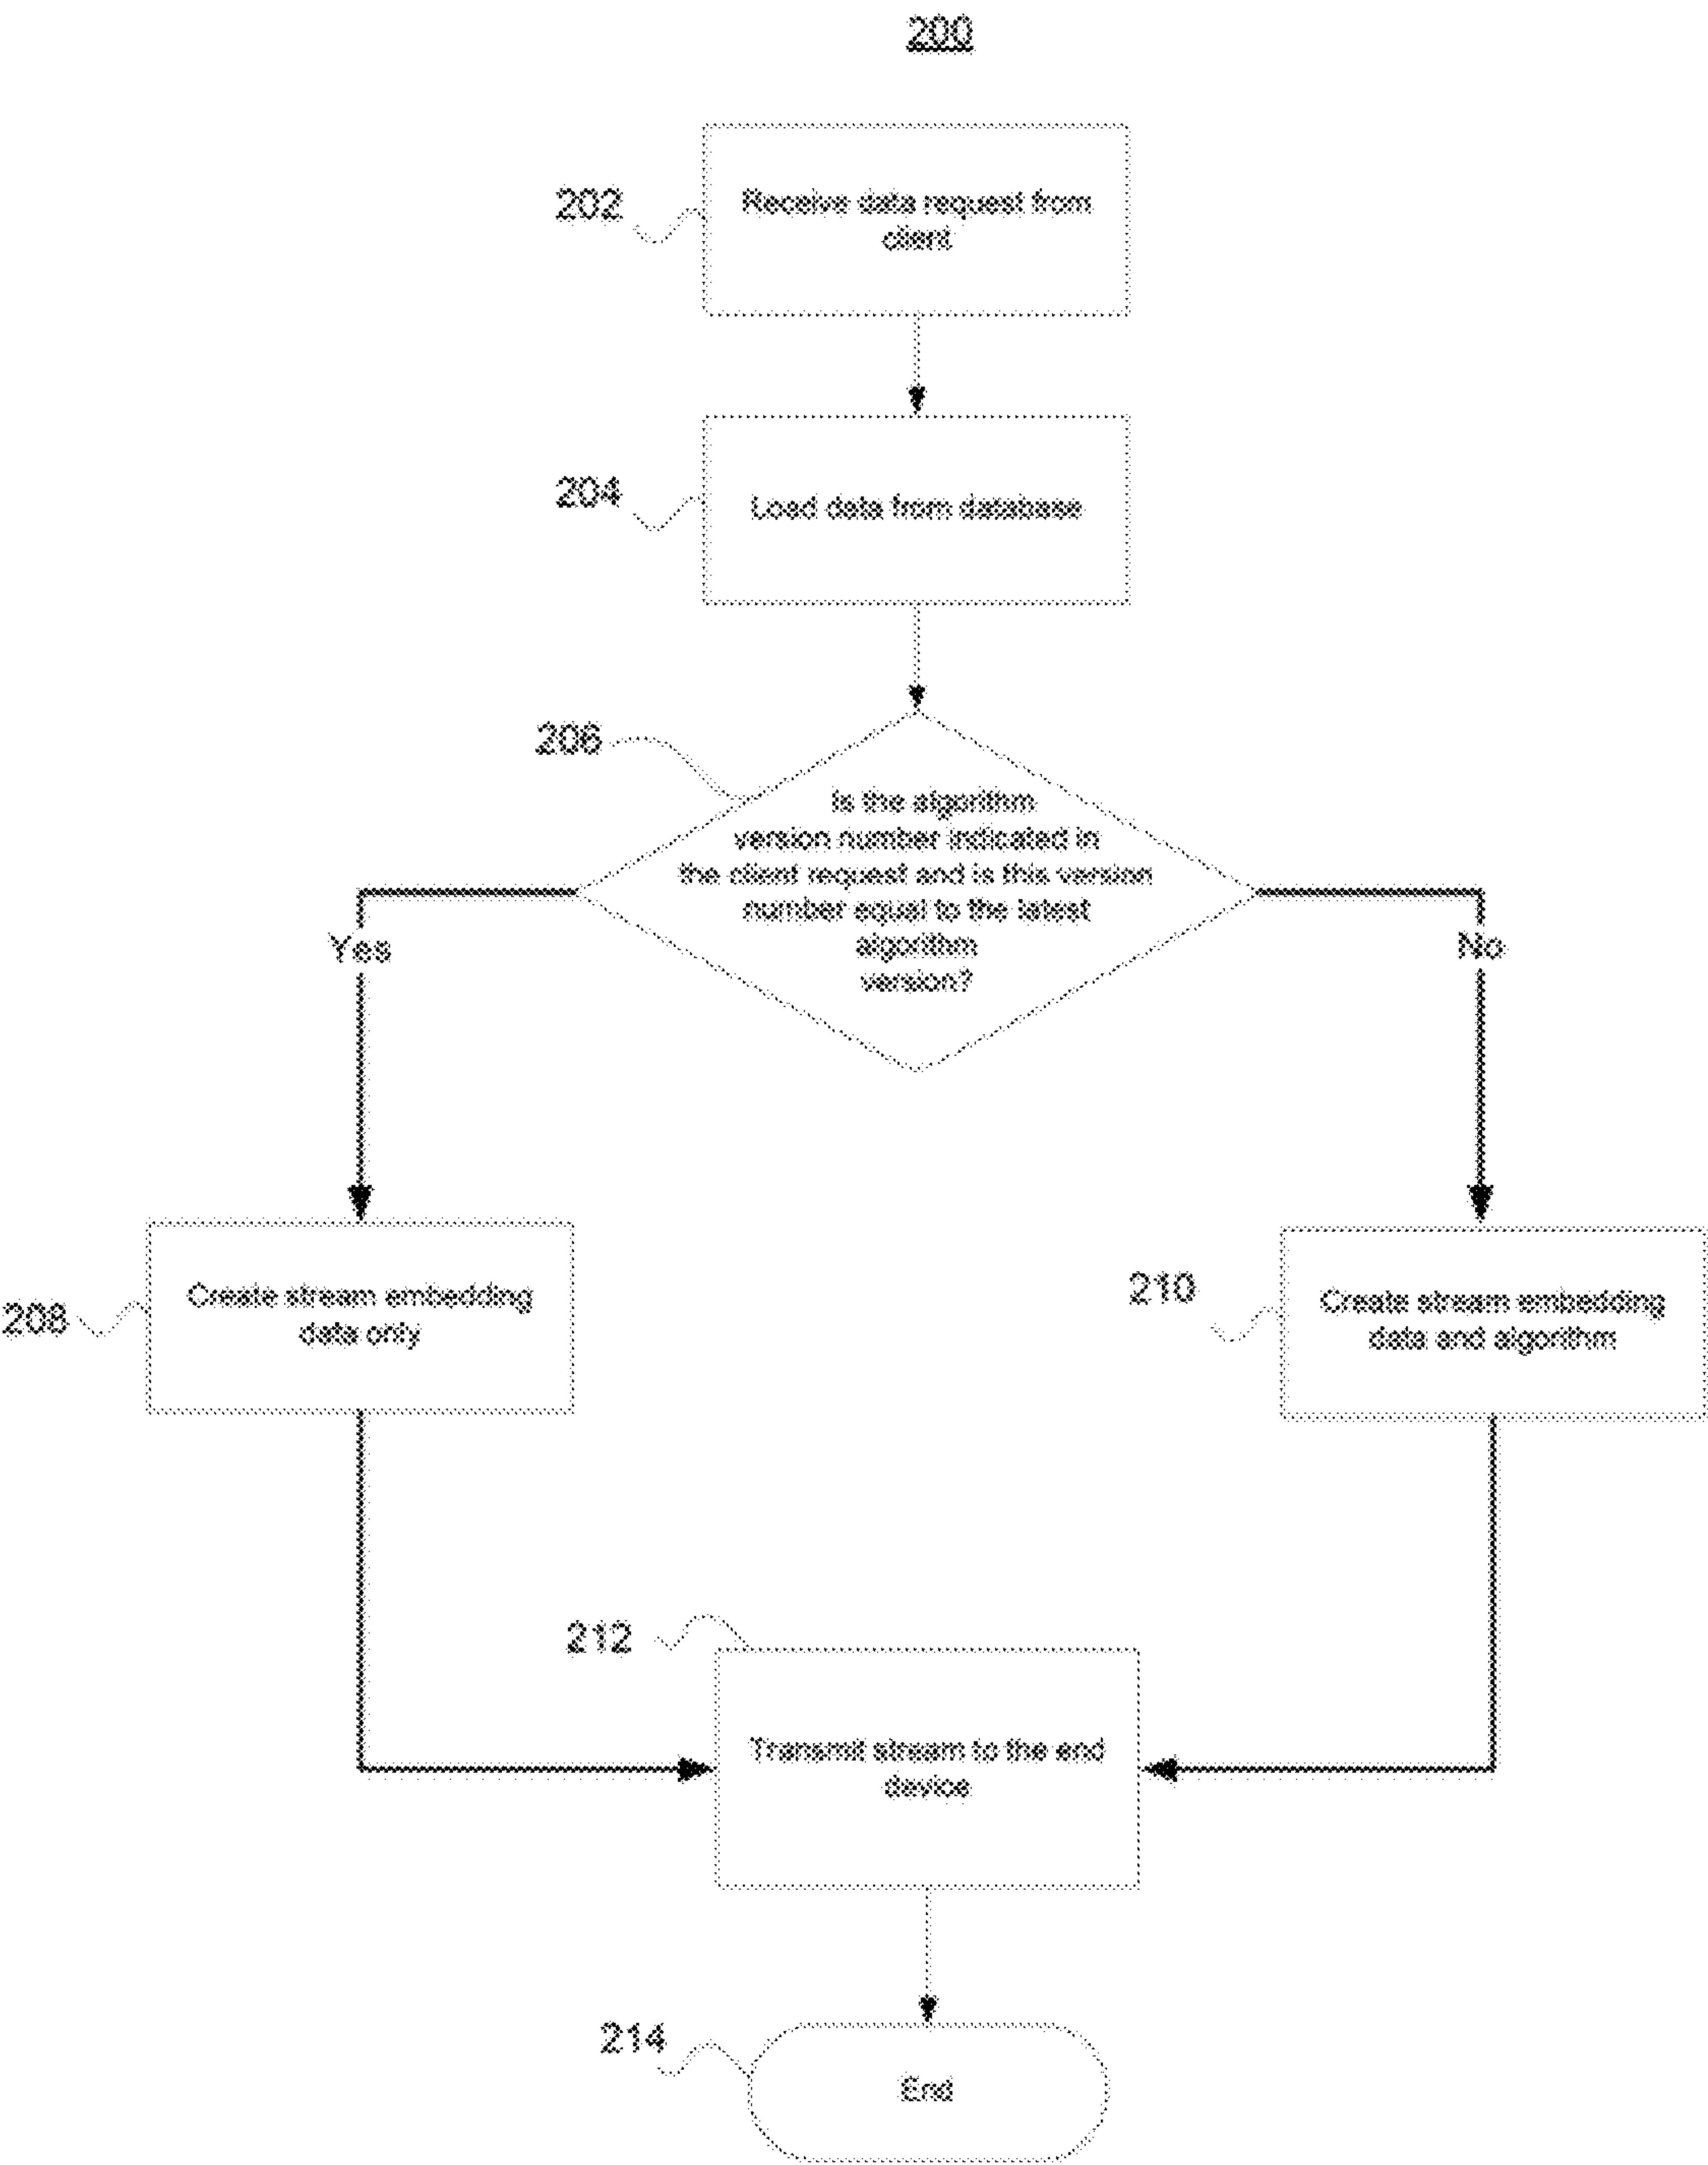 200
202
Receive data request from
client
204
Load data from database
206
Is the algorithm
version number indicated in
the client request and is this version
number equal to the latest
algorithm
version?
Yes
No
208
Create stream embedding
data only
210
Create stream embedding
data and algorithm
212
Transmit stream to the end
device
214
End